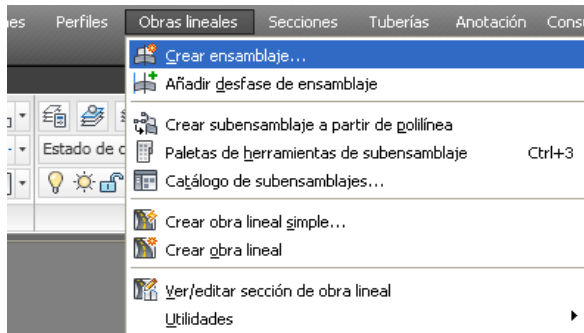 nes Perfiles Obras lineales Secciones Tuberías Anotación Consu
Crear ensamblaje...
Añadir desfase de ensamblaje
Crear subensamblaje a partir de polilínea
Estado de c
Paletas de herramientas de subensamblaje Ctrl+3
Catálogo de subensamblajes...
Crear obra lineal simple...
Crear obra lineal
Ver/editar sección de obra lineal
Utilidades